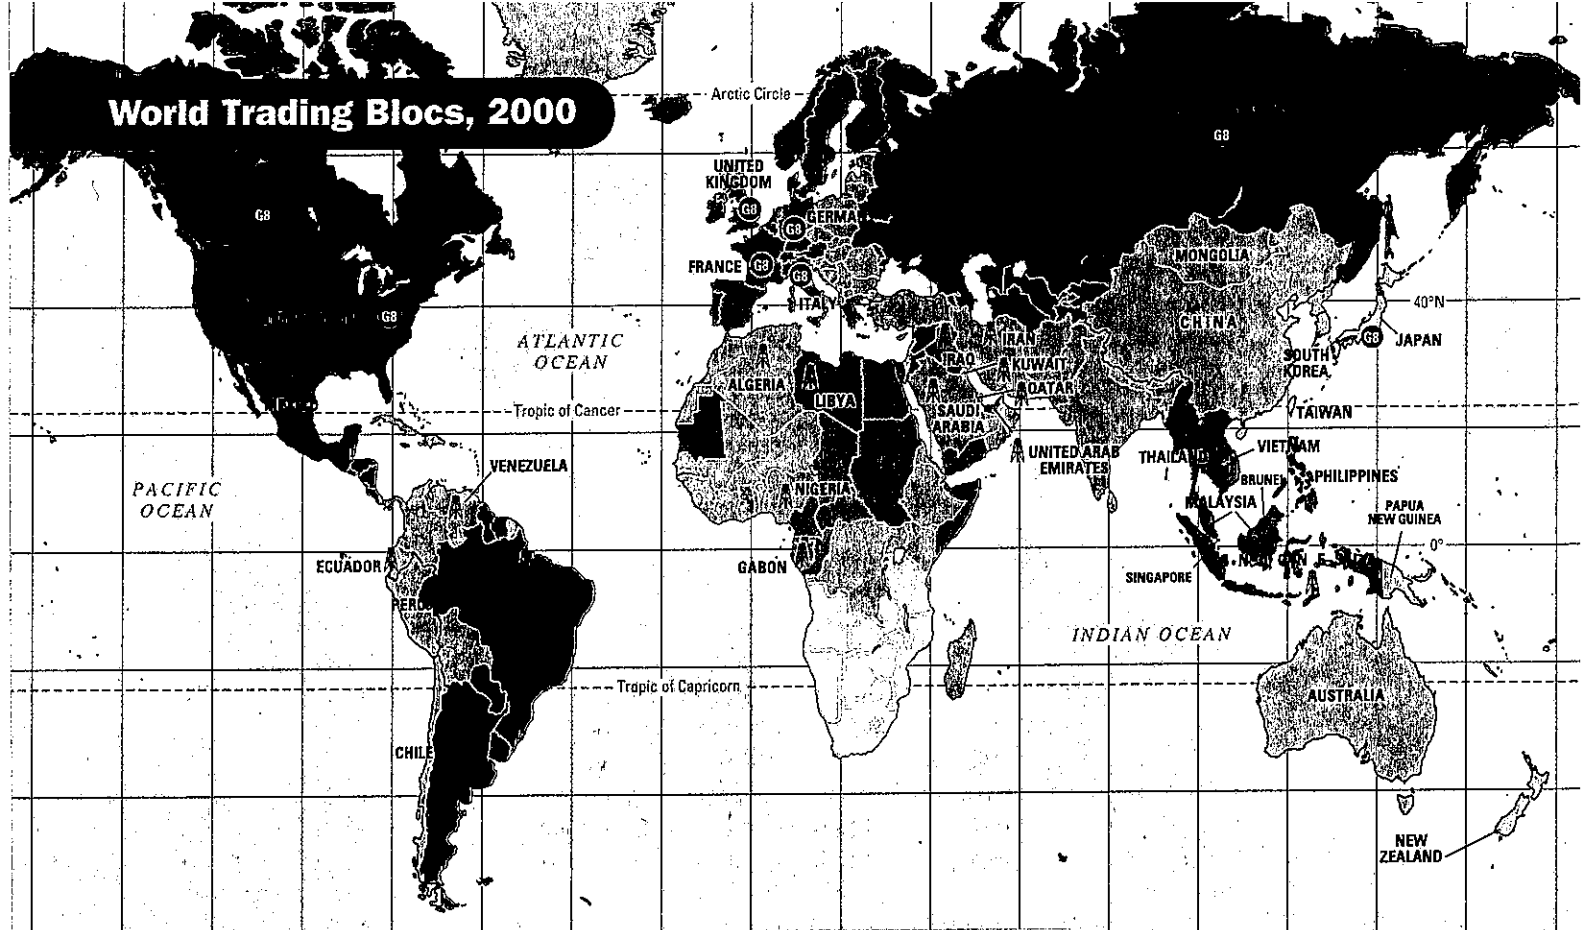 World Trading Blocs, 2000
Arctic Circle
G8
UNITED
KINGDOM
G8
G8
GERMA
G8
MONGOLIA
FRANCE
G8
G8
ITALY
40°N
G8
CHINA
JAPAN
G8
ATLANTIC
OCEAN
IRAN
IRAQ
SOUTH
KOREA
KUWAIT
ALGERIA
QATAR
LIBYA
Tropic of Cancer
SAUDI
ARABIA
TAIWAN
UNITED ARAB
EMIRATES
THAILAND
VIETNAM
VENEZUELA
PACIFIC
OCEAN
NIGERIA
BRUNEI
PHILIPPINES
MALAYSIA
PAPUA
NEW GUINEA
0°
ECUADOR
GABON
SINGAPORE
PERU
INDIAN OCEAN
Tropic of Capricorn
AUSTRALIA
CHILE
NEW
ZEALAND